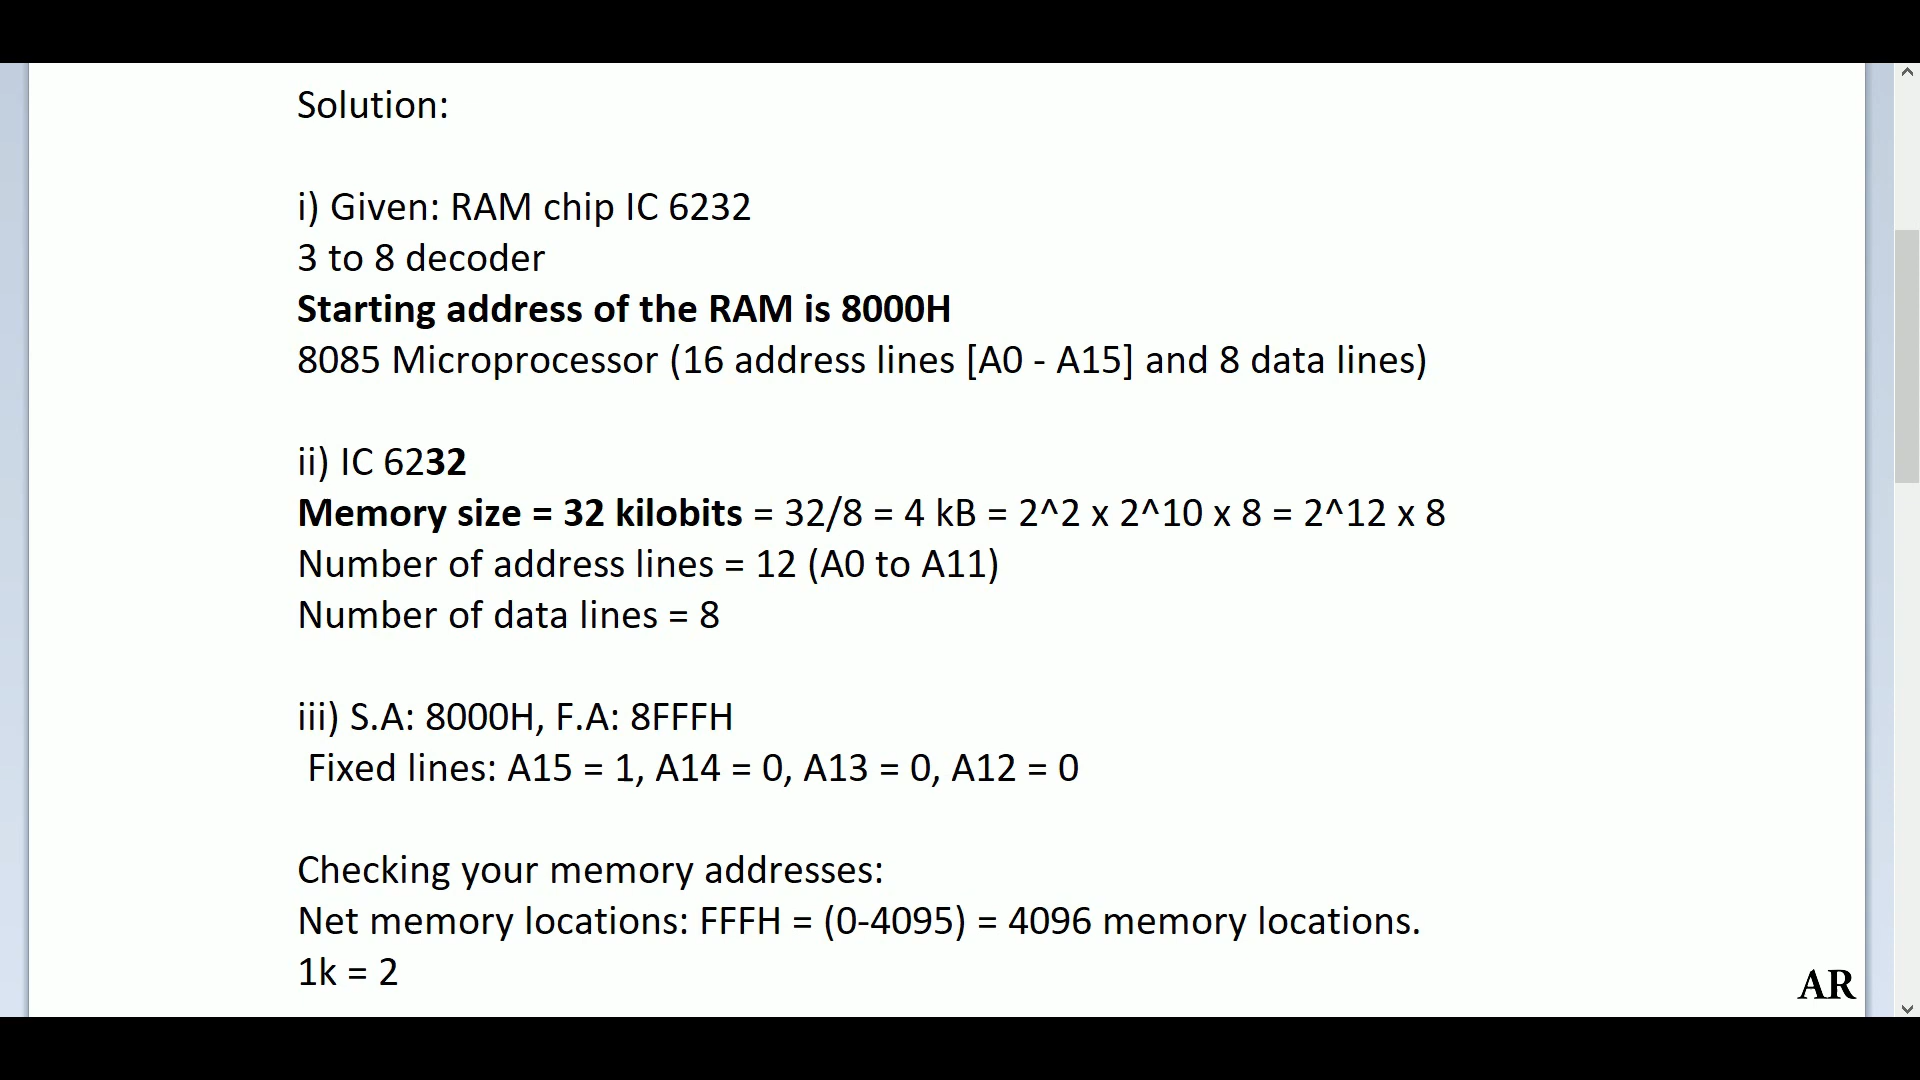 Solution:
i) Given: RAM chip IC 6232
3 to 8 decoder
Starting address of the RAM is 8000H
8085 Microprocessor (16 address lines [A0 - A15] and 8 data lines)
ii) IC 6232
Memory size = 32 kilobits = 32/8 = 4 kB = 2^2 x 2^10 x 8 = 2^12 x 8
Number of address lines = 12 (A0 to A11)
Number of data lines = 8
iii) S.A: 8000H, F.A: 8FFFH
Fixed lines: A15 = 1, A14 = 0, A13 = 0, A12 = 0
Checking your memory addresses:
Net memory locations: FFFH = (0-4095) = 4096 memory locations.
1k = 2
AR